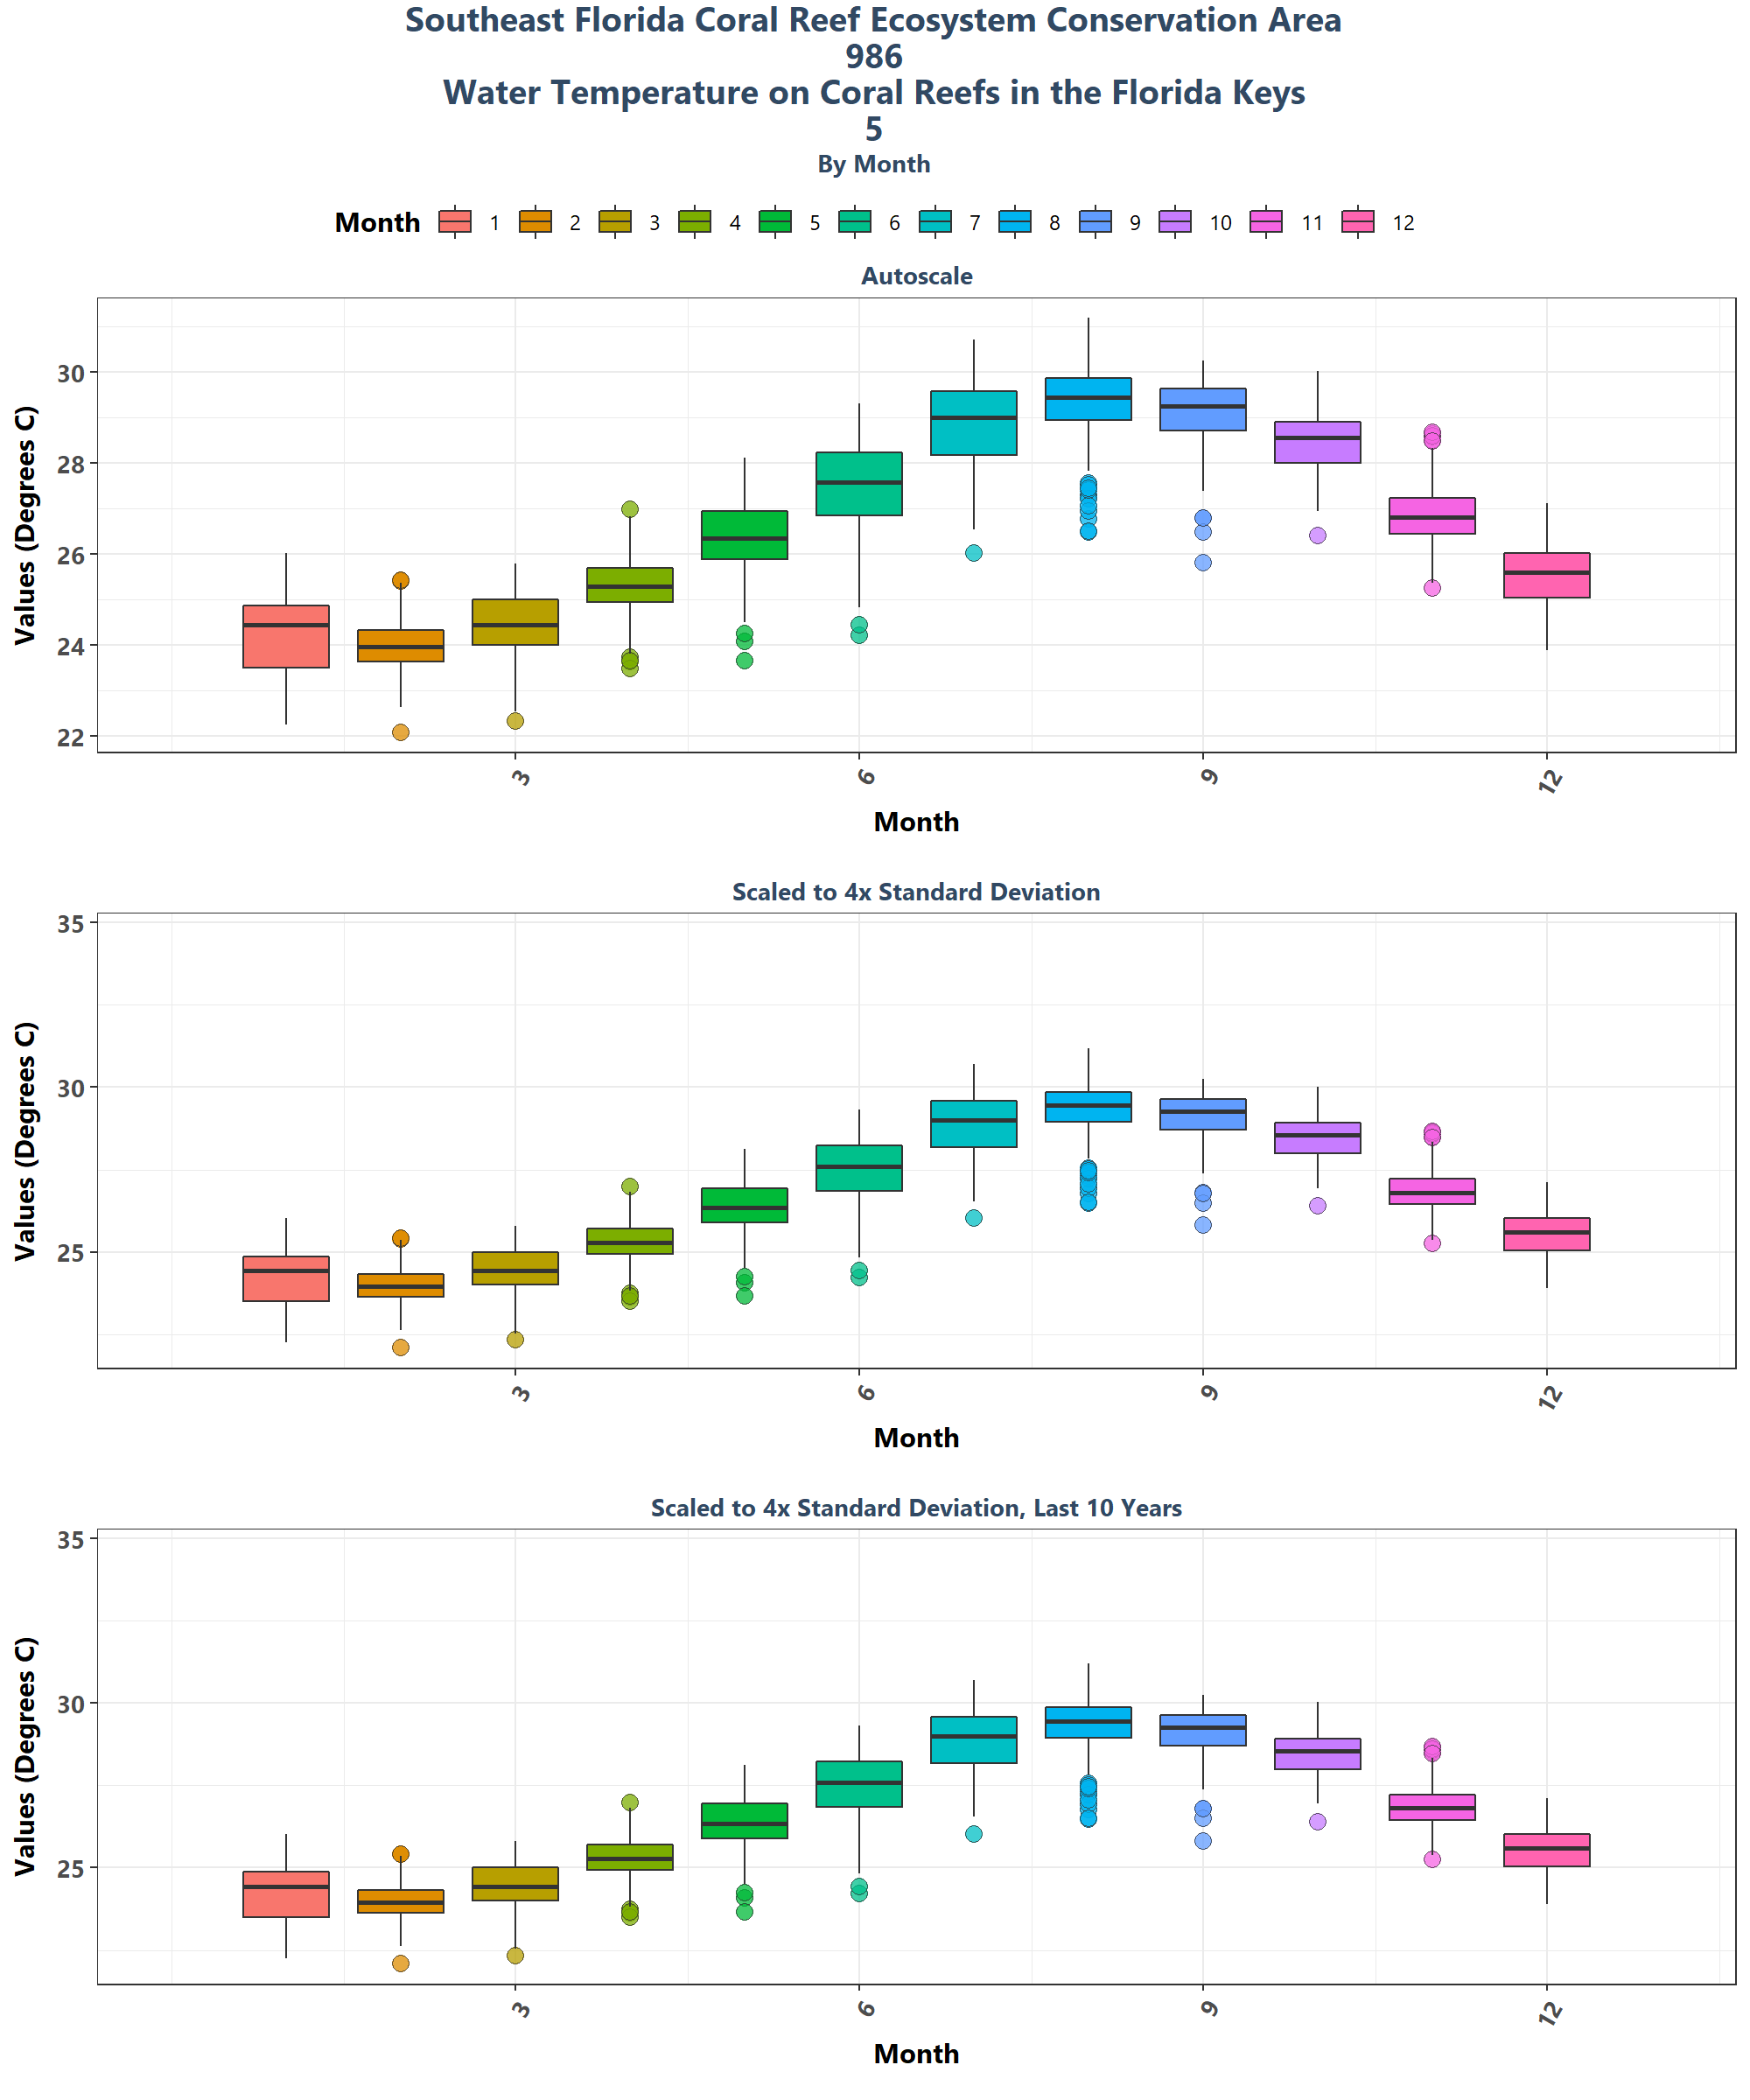 Southeast Florida Coral Reef Ecosystem Conservation Area
986
Water Temperature on Coral Reefs in the Florida Keys
5
By Month
Month 1 2 3 4 5 6 7 8 9 10 11 12
Autoscale
Values (Degrees C)
30
28
26
24
22
3 6 9 12
Month
Scaled to 4x Standard Deviation
Values (Degrees C)
35
30
25
3 6 9 12
Month
Scaled to 4x Standard Deviation, Last 10 Years
Values (Degrees C)
35
30
25
3 6 9 12
Month